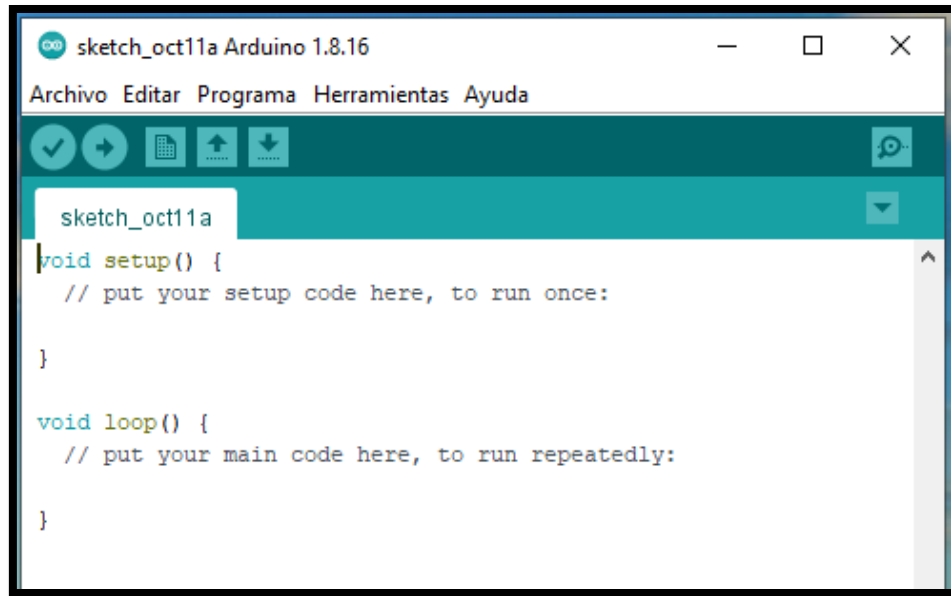 sketch_oct11a Arduino 1.8.16
Archivo Editar Programa Herramientas Ayuda
sketch_oct11a
void setup() {
  // put your setup code here, to run once:

}

void loop() {
  // put your main code here, to run repeatedly:

}